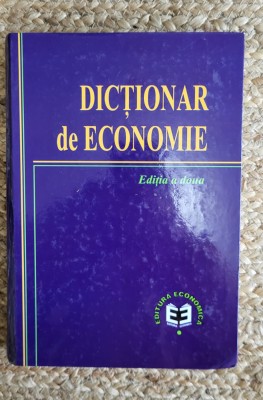 DICȚIONAR
de ECONOMIE
Ediția a doua
EDITURA ECONOMICĂ